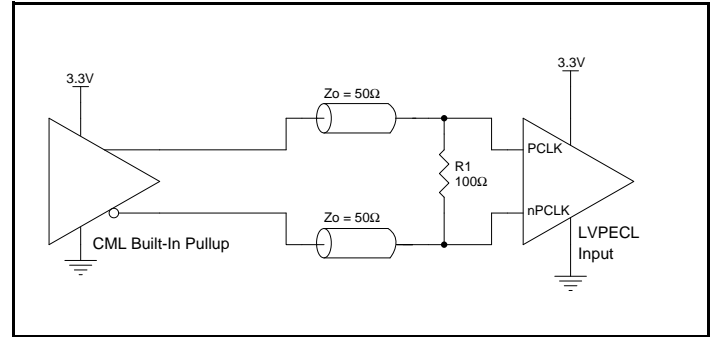 3.3V
3.3V
Zo = 50Ω
PCLK
R1
100Ω
nPCLK
Zo = 50Ω
CML Built-In Pullup
LVPECL
Input